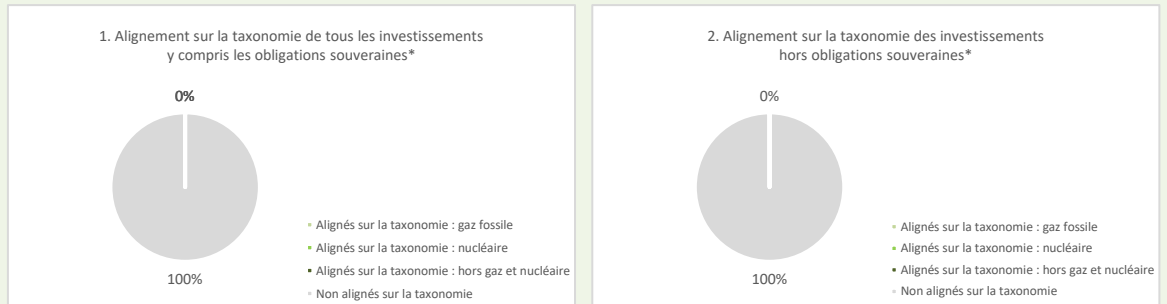 1. Alignement sur la taxonomie de tous les investissements
y compris les obligations souveraines*
0%
100%
Alignés sur la taxonomie : gaz fossile
Alignés sur la taxonomie : nucléaire
Alignés sur la taxonomie : hors gaz et nucléaire
Non alignés sur la taxonomie
2. Alignement sur la taxonomie des investissements
hors obligations souveraines*
0%
100%
Alignés sur la taxonomie : gaz fossile
Alignés sur la taxonomie : nucléaire
Alignés sur la taxonomie : hors gaz et nucléaire
Non alignés sur la taxonomie